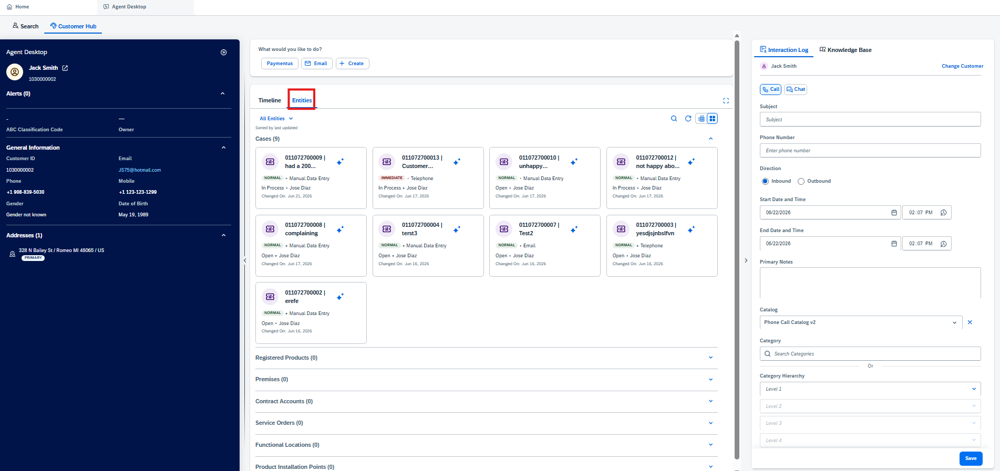 Home
Agent Desktop
Search
Customer Hub
Agent Desktop
Jack Smith
1030000002
Alerts (0)
-
—
ABC Classification Code
Owner
General Information
Customer ID
Email
1030000002
JS75@hotmail.com
Phone
Mobile
+1 908-839-5030
+1 123-123-1299
Gender
Date of Birth
Gender not known
May 19, 1989
Addresses (1)
328 N Bailey St / Romeo MI 48065 / US
PRIMARY
What would you like to do?
Paymentus
Email
Create
Timeline
Entities
All Entities
Sorted by last updated
Cases (9)
011072700009 |
had a 200...
NORMAL • Manual Data Entry
In Process • Jose Diaz
Changed On: Jun 21, 2026
011072700013 |
Customer...
IMMEDIATE • Telephone
In Process • Jose Diaz
Changed On: Jun 17, 2026
011072700010 |
unhappy...
NORMAL • Manual Data Entry
Open • Jose Diaz
Changed On: Jun 17, 2026
011072700012 |
not happy abo...
NORMAL • Manual Data Entry
In Process • Jose Diaz
Changed On: Jun 17, 2026
011072700008 |
complaining
NORMAL • Manual Data Entry
Open • Jose Diaz
Changed On: Jun 17, 2026
011072700004 |
terst3
NORMAL • Manual Data Entry
Open • Jose Diaz
Changed On: Jun 16, 2026
011072700007 |
Test2
NORMAL • Email
Open • Jose Diaz
Changed On: Jun 16, 2026
011072700003 |
yesdjsjnbslfvn
NORMAL • Telephone
Open • Jose Diaz
Changed On: Jun 16, 2026
011072700002 |
erefe
NORMAL • Manual Data Entry
Open • Jose Diaz
Changed On: Jun 16, 2026
Registered Products (0)
Premises (0)
Contract Accounts (0)
Service Orders (0)
Functional Locations (0)
Product Installation Points (0)
Interaction Log
Knowledge Base
Jack Smith
Change Customer
Call
Chat
Subject
Subject
Phone Number
Enter phone number
Direction
Inbound
Outbound
Start Date and Time
06/22/2026
02:07 PM
End Date and Time
06/22/2026
02:07 PM
Primary Notes
Catalog
Phone Call Catalog v2
Category
Search Categories
Or
Category Hierarchy
Level 1
Level 2
Level 3
Level 4
Save